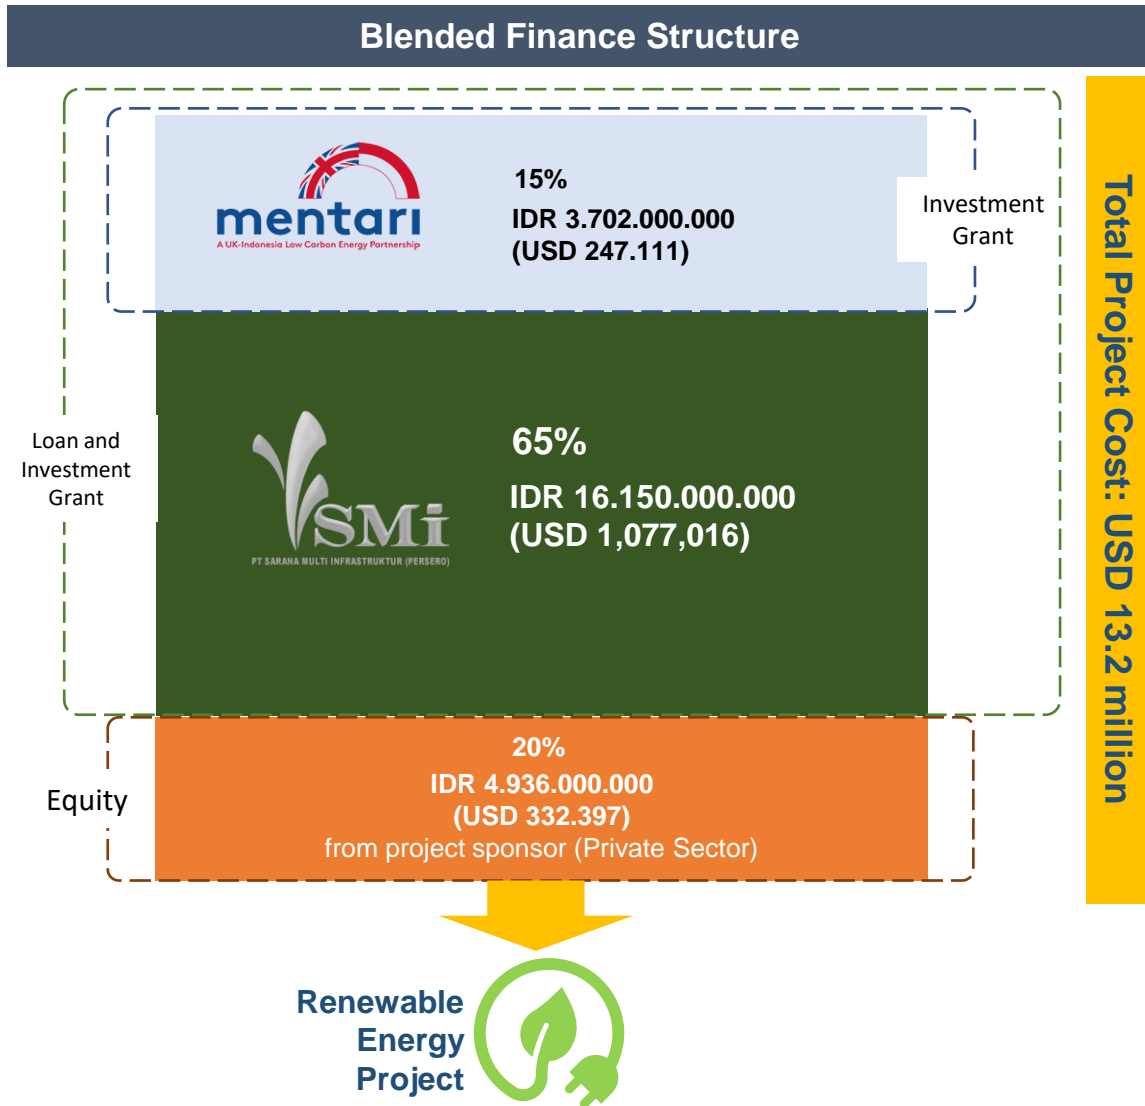 Blended Finance Structure
mentari
A UK-Indonesia Low Carbon Energy Partnership
15%
IDR 3.702.000.000
(USD 247.111)
Investment
Grant
Loan and
Investment
Grant
SMi
PT SARANA MULTI INFRASTRUKTUR (PERSERO)
65%
IDR 16.150.000.000
(USD 1,077,016)
Equity
20%
IDR 4.936.000.000
(USD 332.397)
from project sponsor (Private Sector)
Total Project Cost: USD 13.2 million
Renewable
Energy
Project